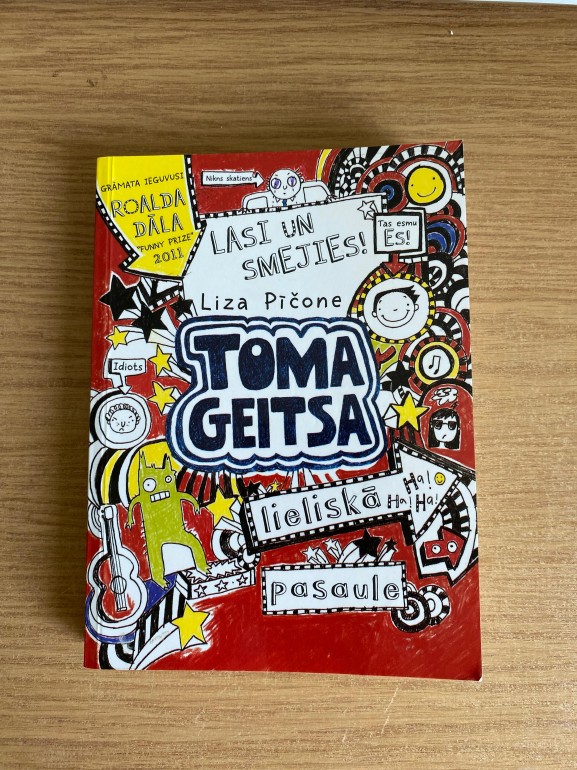 GRĀMATA IEGUVUSI
ROALDA
DĀLA
"FUNNY PRIZE"
2011
Nikns skatiens
LASI UN
SMEJIES!
Tas esmu
ES!
Liza Pičone
TOMA
GEITSA
Idiots
lieliskā
Ha!
Ha! Ha!
pasaule